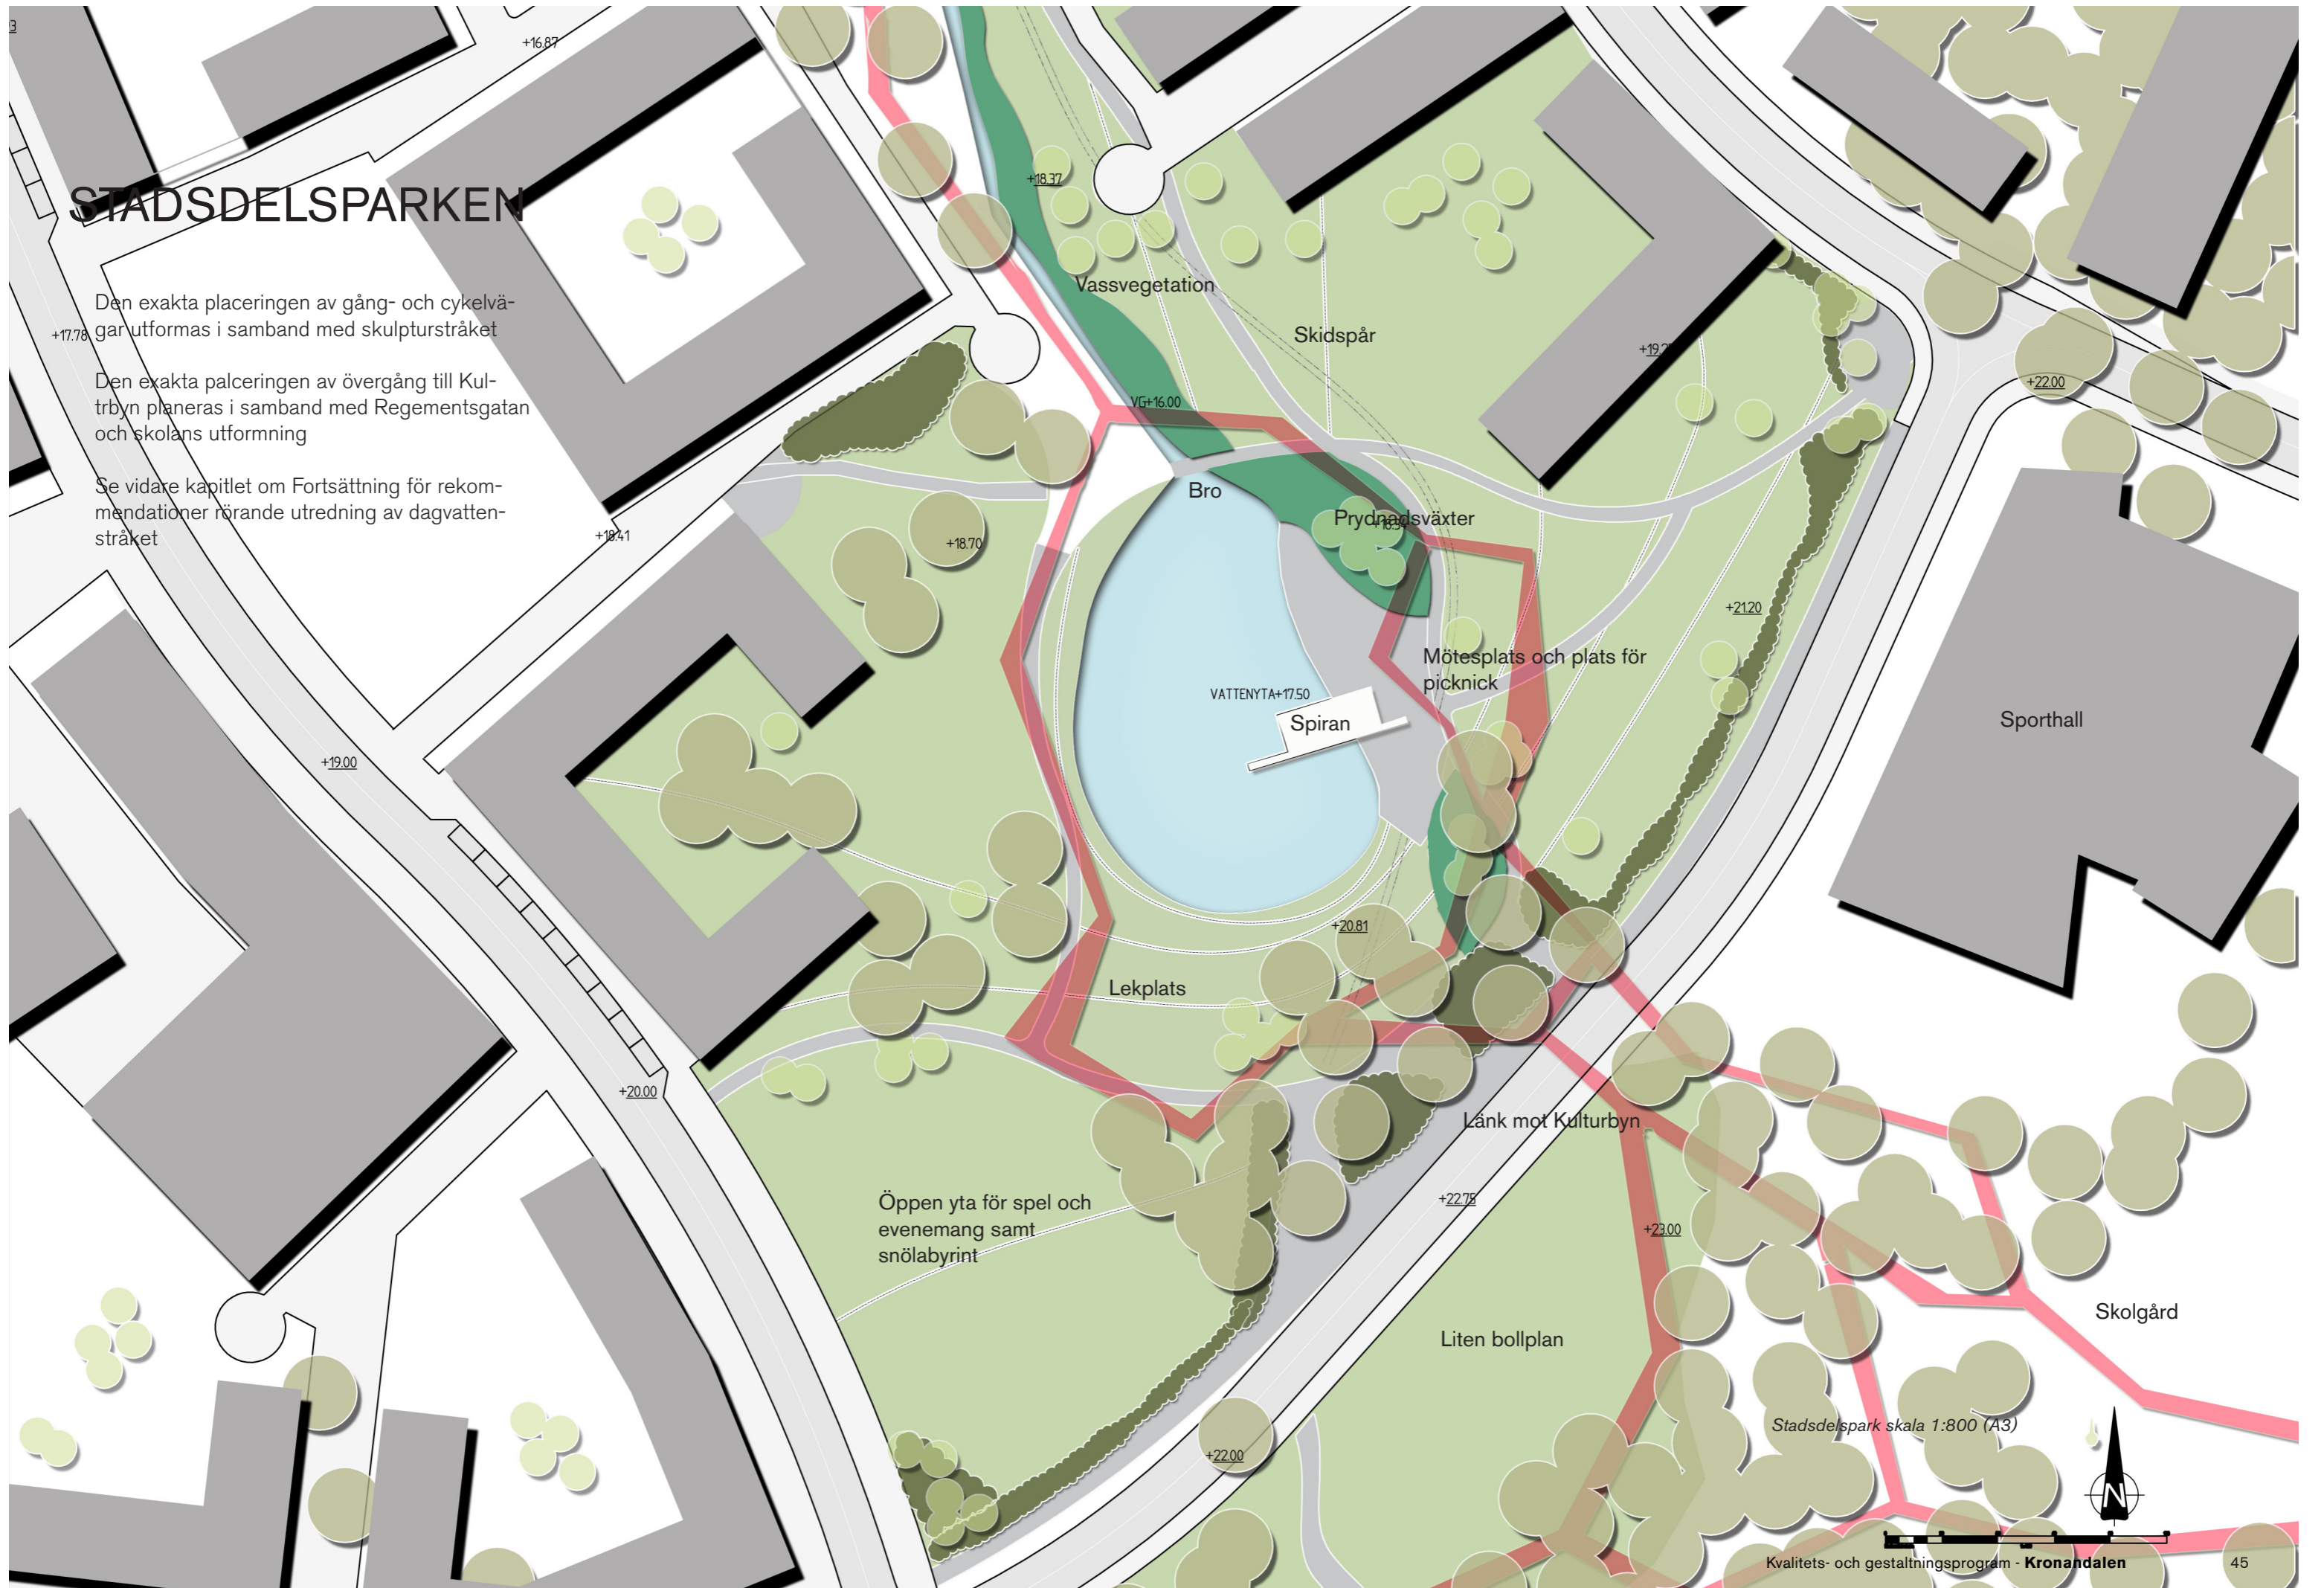 +16.87
STADSDELSPARKEN
Den exakta placeringen av gång- och cykelvä-
gar utformas i samband med skulpturstråket
Den exakta palceringen av övergång till Kul-
trbyn planeras i samband med Regementsgatan
och skolans utformning
Se vidare kapitlet om Fortsättning för rekom-
mendationer rörande utredning av dagvatten-
stråket
+17.78
+18.37
Vassvegetation
Skidspår
+22.00
VG+16.00
Bro
Prydnadsväxter
+18.41
+18.70
+21.20
Mötesplats och plats för
picknick
VATTENYTA+17.50
Spiran
Sporthall
+19.00
+20.81
Lekplats
+20.00
Länk mot Kulturbyn
Öppen yta för spel och
evenemang samt
snölabyrint
+22.75
+23.00
Skolgård
Liten bollplan
+22.00
Stadsdelspark skala 1:800 (A3)
N
Kvalitets- och gestaltningsprogram - Kronandalen
45